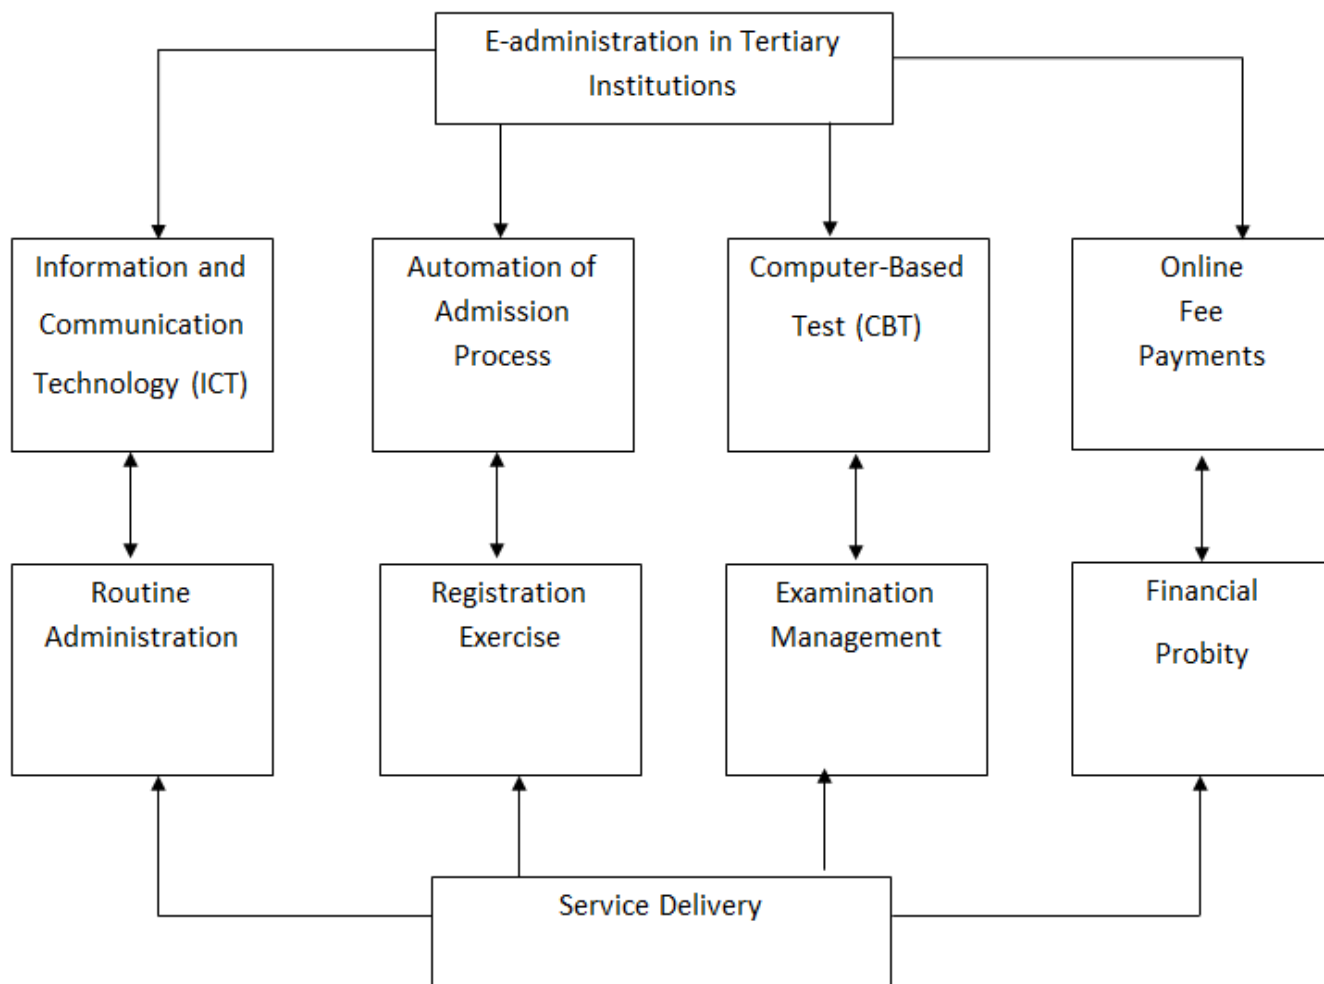 E-administration in Tertiary
Institutions
Information and
Communication
Technology (ICT)
Automation of
Admission
Process
Computer-Based
Test (CBT)
Online
Fee
Payments
Routine
Administration
Registration
Exercise
Examination
Management
Financial
Probity
Service Delivery